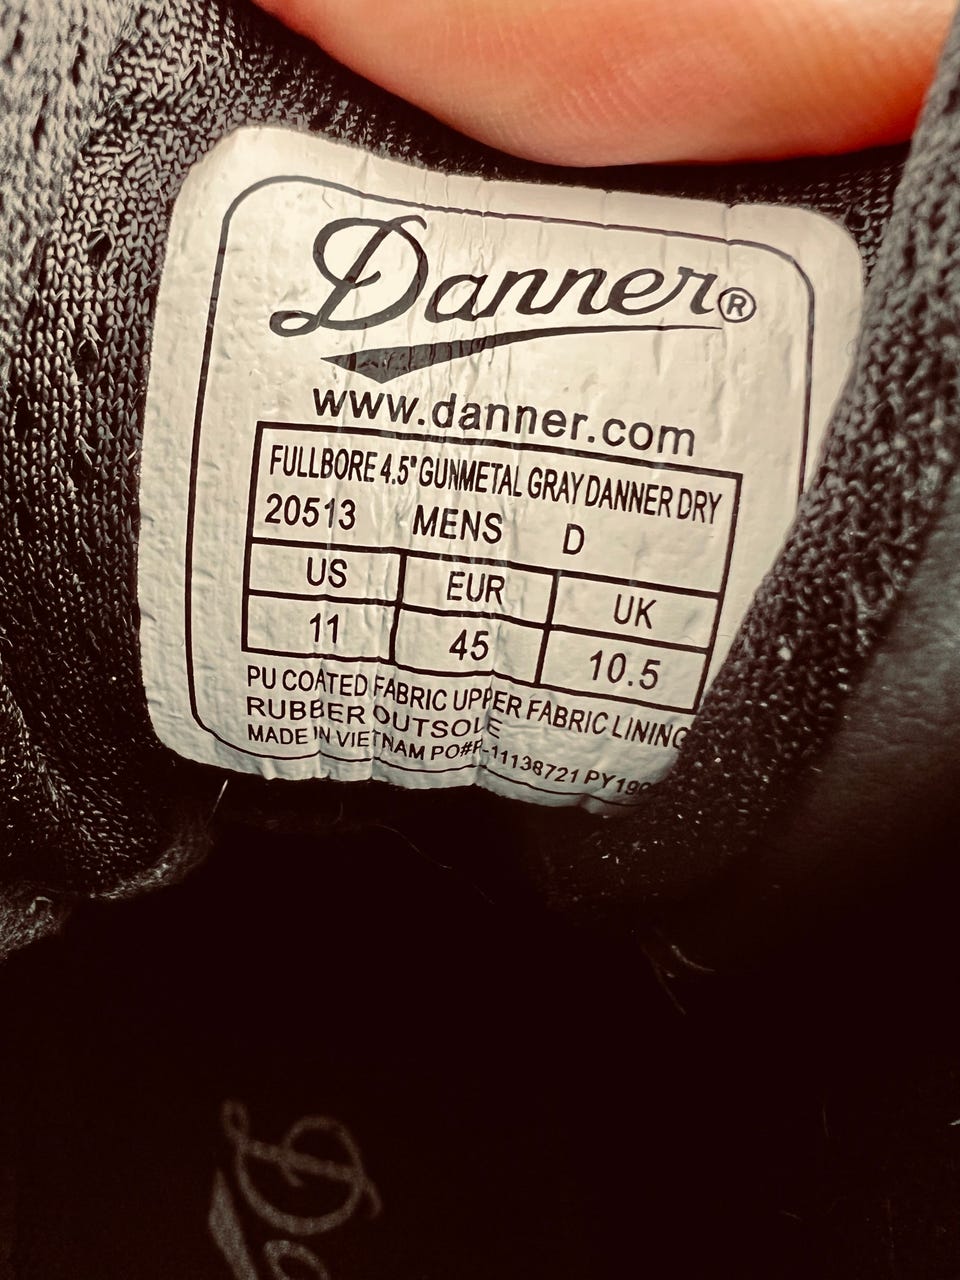 Danner®
www.danner.com
FULLBORE 4.5" GUNMETAL GRAY DANNER DRY
20513 MENS D
US EUR UK
11 45 10.5
PU COATED FABRIC UPPER FABRIC LINING
RUBBER OUTSOLE
MADE IN VIETNAM PO#P-11138721